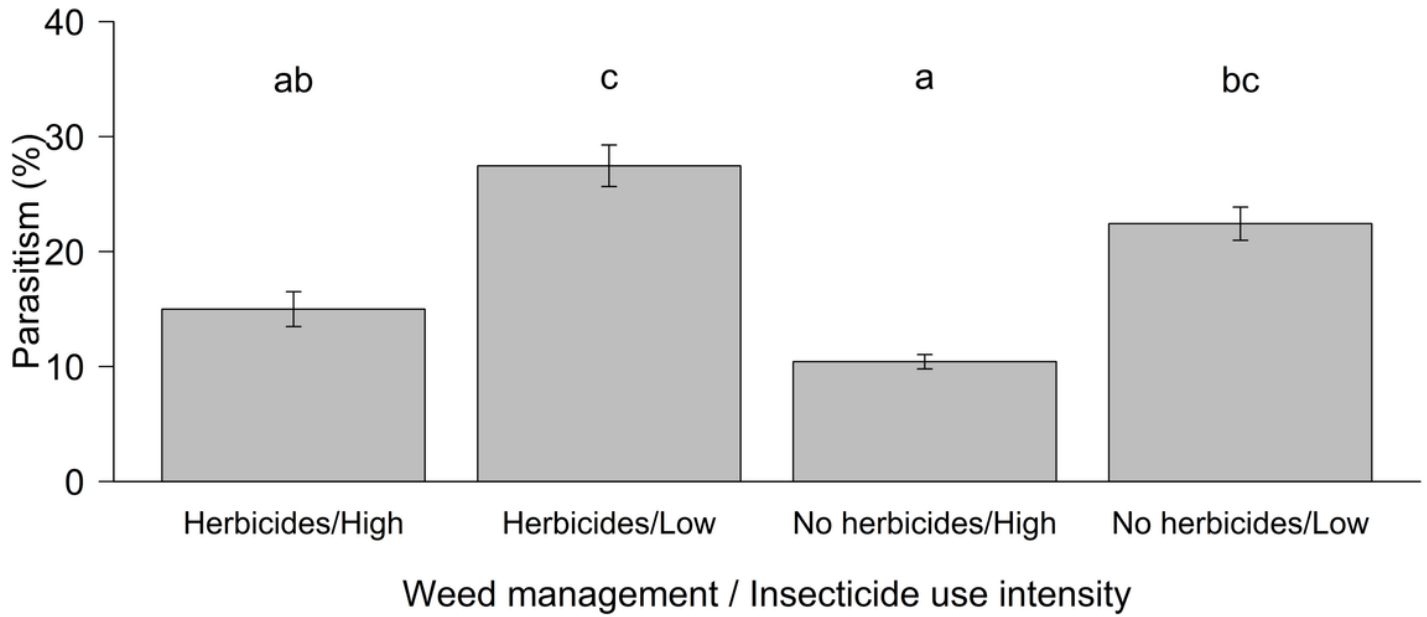 40
30
20
10
0
Parasitism (%)
ab
c
a
bc
Herbicides/High
Herbicides/Low
No herbicides/High
No herbicides/Low
Weed management / Insecticide use intensity